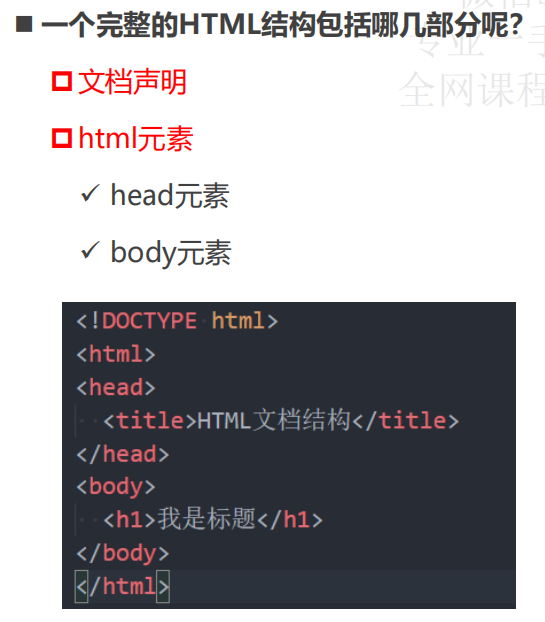 一个完整的HTML结构包括哪几部分呢？
文档声明
html元素
head元素
body元素
<!DOCTYPE html>
<html>
<head>
<title>HTML文档结构</title>
</head>
<body>
<h1>我是标题</h1>
</body>
</html>
专业一手
全网课程